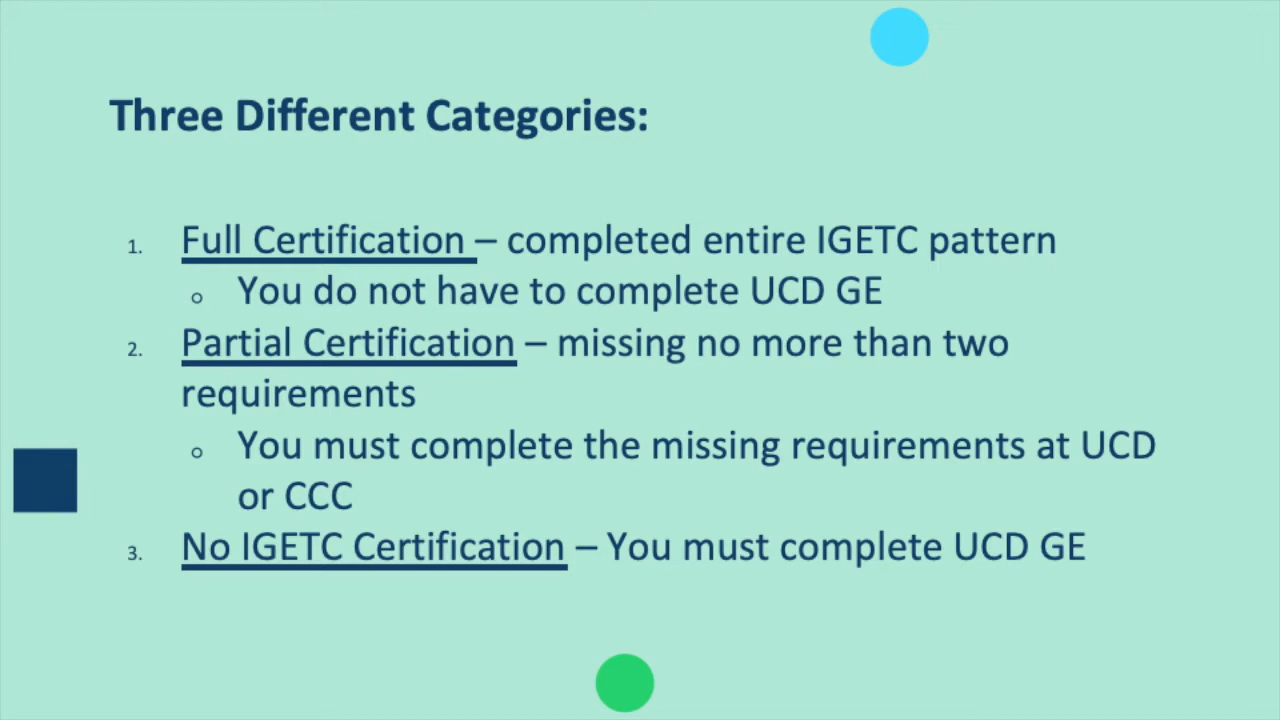 Three Different Categories:
1. Full Certification – completed entire IGETC pattern
o You do not have to complete UCD GE
2. Partial Certification – missing no more than two
requirements
o You must complete the missing requirements at UCD
or CCC
3. No IGETC Certification – You must complete UCD GE